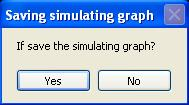 Saving simulating graph
If save the simulating graph?
Yes
No